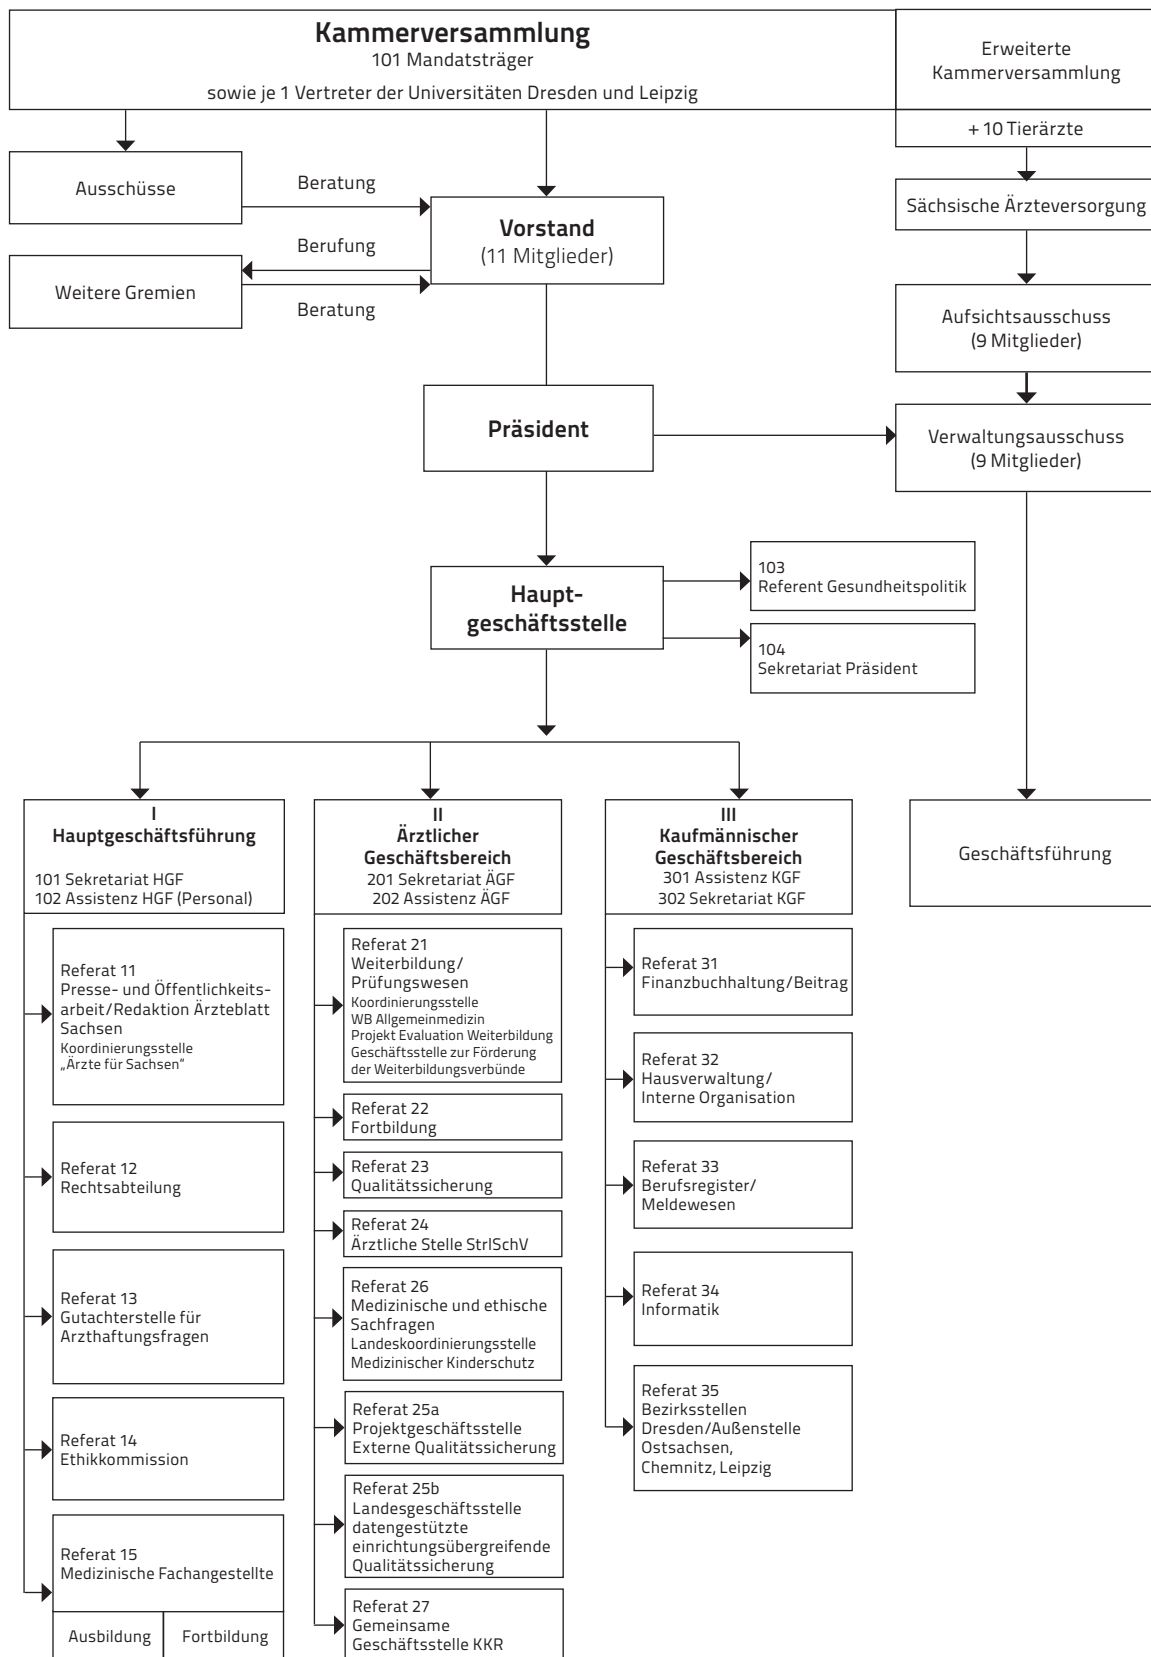 Kammerversammlung
101 Mandatsträger
sowie je 1 Vertreter der Universitäten Dresden und Leipzig
Erweiterte
Kammerversammlung
+ 10 Tierärzte
Ausschüsse
Beratung
Vorstand
(11 Mitglieder)
Sächsische Ärzteversorgung
Berufung
Weitere Gremien
Beratung
Aufsichtsausschuss
(9 Mitglieder)
Präsident
Verwaltungsausschuss
(9 Mitglieder)
Haupt-
geschäftsstelle
103
Referent Gesundheitspolitik
104
Sekretariat Präsident
I
Hauptgeschäftsführung
101 Sekretariat HGF
102 Assistenz HGF (Personal)
II
Ärztlicher
Geschäftsbereich
201 Sekretariat ÄGF
202 Assistenz ÄGF
III
Kaufmännischer
Geschäftsbereich
301 Assistenz KGF
302 Sekretariat KGF
Geschäftsführung
Referat 11
Presse- und Öffentlichkeits-
arbeit/Redaktion Ärzteblatt
Sachsen
Koordinierungsstelle
„Ärzte für Sachsen“
Referat 12
Rechtsabteilung
Referat 13
Gutachterstelle für
Arzthaftungsfragen
Referat 14
Ethikkommission
Referat 15
Medizinische Fachangestellte
Ausbildung
Fortbildung
Referat 21
Weiterbildung/
Prüfungswesen
Koordinierungsstelle
WB Allgemeinmedizin
Projekt Evaluation Weiterbildung
Geschäftsstelle zur Förderung
der Weiterbildungsverbünde
Referat 22
Fortbildung
Referat 23
Qualitätssicherung
Referat 24
Ärztliche Stelle StrlSchV
Referat 26
Medizinische und ethische
Sachfragen
Landeskoordinierungsstelle
Medizinischer Kinderschutz
Referat 25a
Projektgeschäftsstelle
Externe Qualitätssicherung
Referat 25b
Landesgeschäftsstelle
datengestützte
einrichtungsübergreifende
Qualitätssicherung
Referat 27
Gemeinsame
Geschäftsstelle KKR
Referat 31
Finanzbuchhaltung/Beitrag
Referat 32
Hausverwaltung/
Interne Organisation
Referat 33
Berufsregister/
Meldewesen
Referat 34
Informatik
Referat 35
Bezirksstellen
Dresden/Außenstelle
Ostsachsen,
Chemnitz, Leipzig